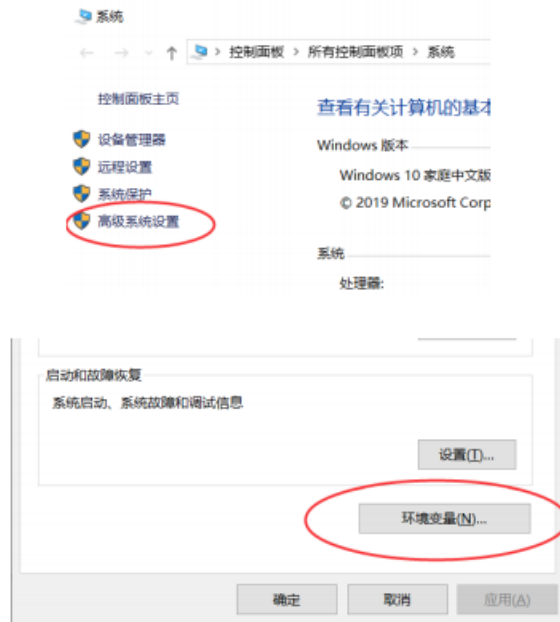 系统
控制面板 > 所有控制面板项 > 系统
控制面板主页
查看有关计算机的基本
设备管理器
Windows 版本
远程设置
Windows 10 家庭中文版
系统保护
© 2019 Microsoft Corp
高级系统设置
系统
处理器:
启动和故障恢复
系统启动、系统故障和调试信息
设置(T)...
环境变量(N)...
确定
取消
应用(A)